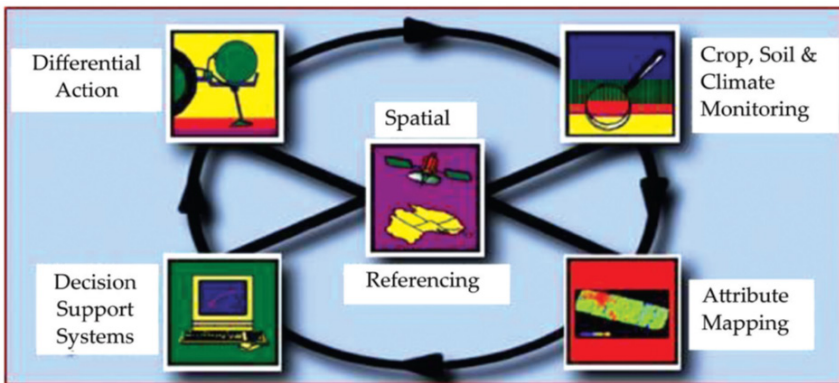 Differential
Action
Spatial
Crop, Soil &
Climate
Monitoring
Decision
Support
Systems
Referencing
Attribute
Mapping